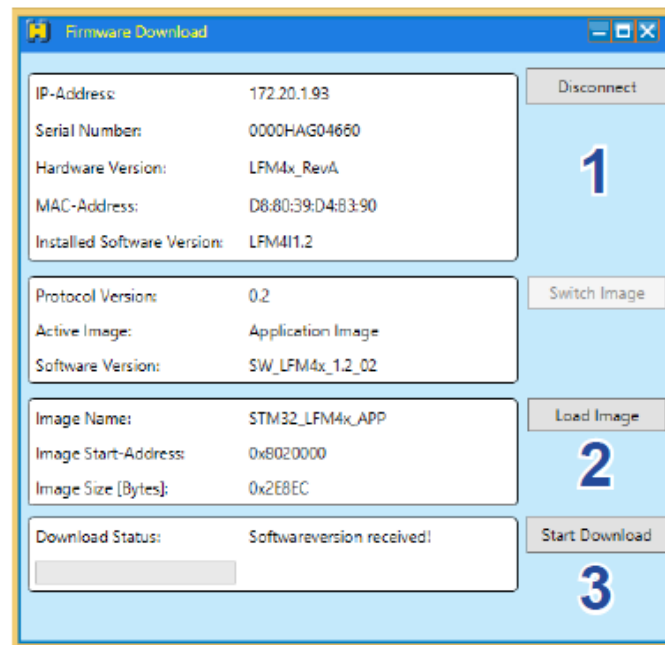 Firmware Download
IP-Address: 172.20.1.93
Disconnect
Serial Number: 0000HAG04660
Hardware Version: LFM4x_RevA
1
MAC-Address: D8:80:39:D4:B3:90
Installed Software Version: LFM4I1.2
Protocol Version: 0.2
Switch Image
Active Image: Application Image
Software Version: SW_LFM4x_1.2_02
Image Name: STM32_LFM4x_APP
Load Image
Image Start-Address: 0x8020000
2
Image Size [Bytes]: 0x2E8EC
Download Status: Softwareversion received!
Start Download
3